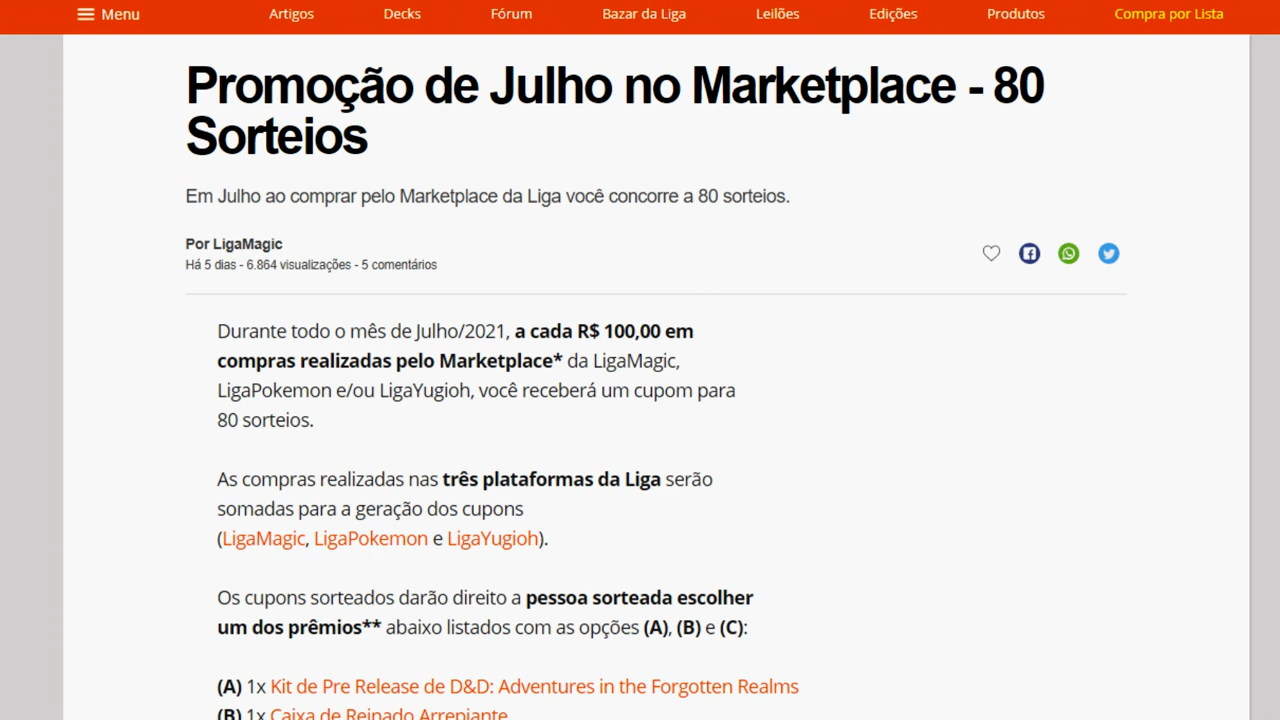 Menu Artigos Decks Fórum Bazar da Liga Leilões Edições Produtos Compra por Lista
Promoção de Julho no Marketplace - 80
Sorteios
Em Julho ao comprar pelo Marketplace da Liga você concorre a 80 sorteios.
Por LigaMagic
Há 5 dias - 6.864 visualizações - 5 comentários
Durante todo o mês de Julho/2021, a cada R$ 100,00 em
compras realizadas pelo Marketplace* da LigaMagic,
LigaPokemon e/ou LigaYugioh, você receberá um cupom para
80 sorteios.
As compras realizadas nas três plataformas da Liga serão
somadas para a geração dos cupons
(LigaMagic, LigaPokemon e LigaYugioh).
Os cupons sorteados darão direito a pessoa sorteada escolher
um dos prêmios** abaixo listados com as opções (A), (B) e (C):
(A) 1x Kit de Pre Release de D&D: Adventures in the Forgotten Realms
(B) 1x Caixa de Reinado Arrepiante